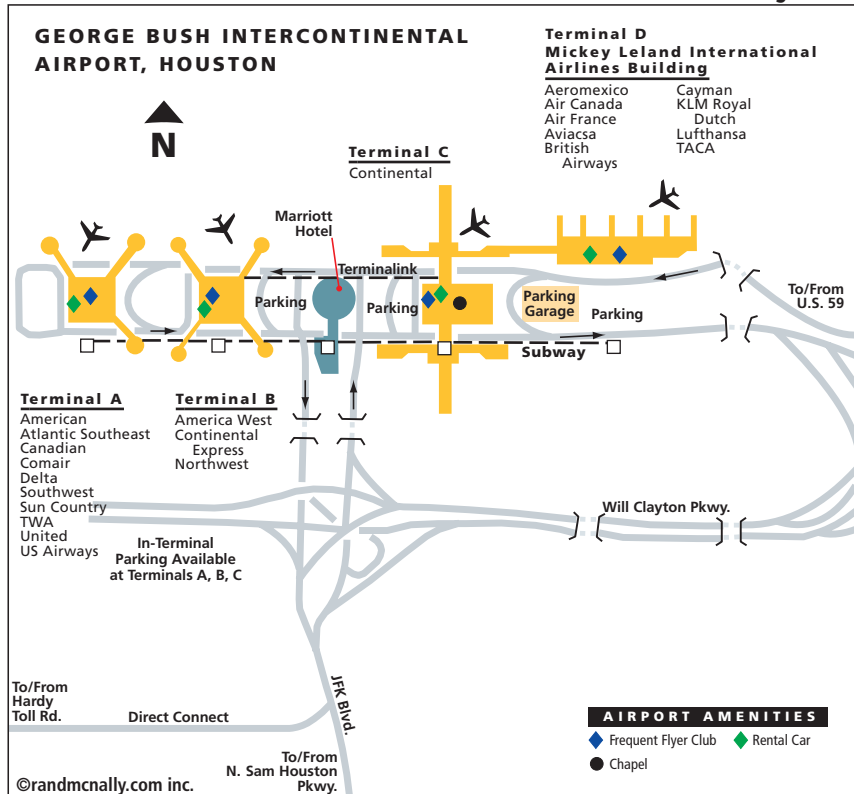 GEORGE BUSH INTERCONTINENTAL
AIRPORT, HOUSTON
N
Terminal D
Mickey Leland International
Airlines Building
Aeromexico
Air Canada
Air France
Aviacsa
British
Airways
Cayman
KLM Royal
Dutch
Lufthansa
TACA
Terminal C
Continental
Marriott
Hotel
Terminalink
Parking
Parking
Parking
Garage
Parking
To/From
U.S. 59
Subway
Terminal A
American
Atlantic Southeast
Canadian
Comair
Delta
Southwest
Sun Country
TWA
United
US Airways
Terminal B
America West
Continental
Express
Northwest
In-Terminal
Parking Available
at Terminals A, B, C
Will Clayton Pkwy.
JFK Blvd.
To/From
Hardy
Toll Rd.
Direct Connect
To/From
N. Sam Houston
Pkwy.
AIRPORT AMENITIES
Frequent Flyer Club
Rental Car
Chapel
©randmcnally.com inc.